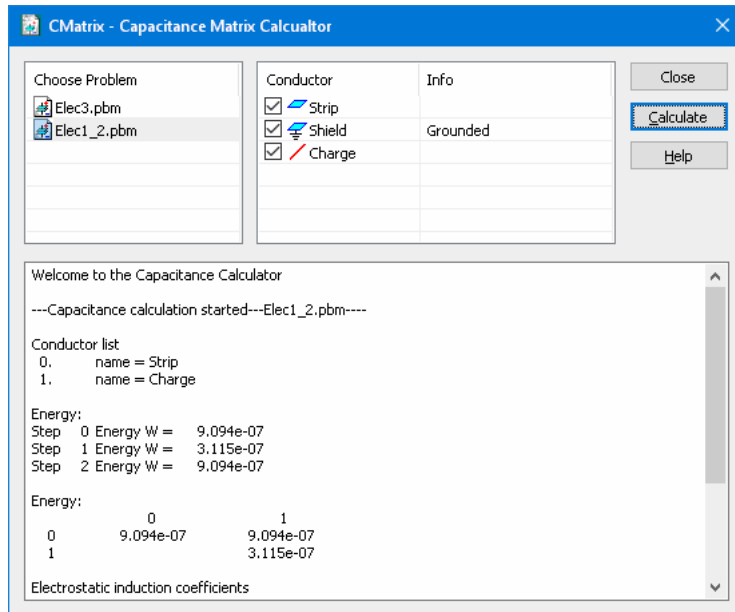 CMatrix - Capacitance Matrix Calcualtor
Choose Problem
Elec3.pbm
Elec1_2.pbm
Conductor Info
Strip
Shield Grounded
Charge
Close
Calculate
Help
Welcome to the Capacitance Calculator
---Capacitance calculation started---Elec1_2.pbm----
Conductor list
0. name = Strip
1. name = Charge
Energy:
Step 0 Energy W = 9.094e-07
Step 1 Energy W = 3.115e-07
Step 2 Energy W = 9.094e-07
Energy:
0 1
0 9.094e-07 9.094e-07
1 3.115e-07
Electrostatic induction coefficients